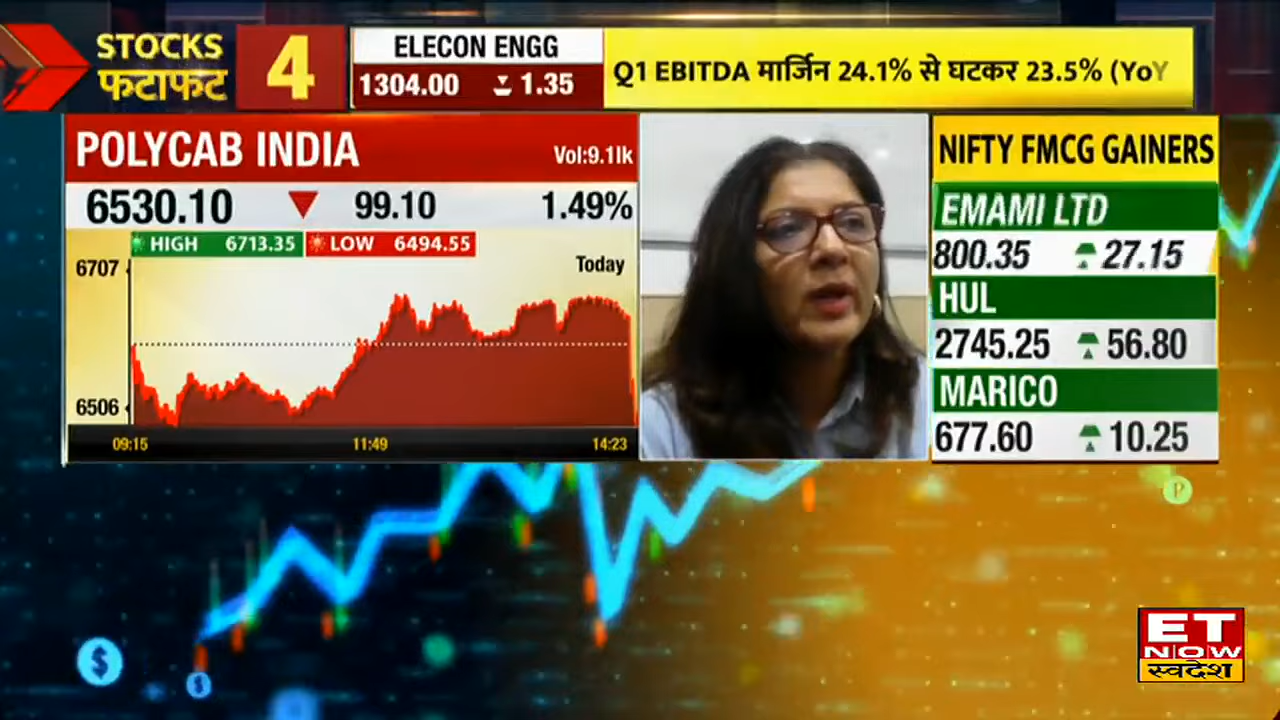 STOCKS
फटाफट
4
ELECON ENGG
1304.00 1.35
Q1 EBITDA मार्जिन 24.1% से घटकर 23.5% (YoY
POLYCAB INDIA Vol:9.1lk
6530.10 99.10 1.49%
HIGH 6713.35 LOW 6494.55
6707 Today
6506
09:15 11:49 14:23
NIFTY FMCG GAINERS
EMAMI LTD
800.35 27.15
HUL
2745.25 56.80
MARICO
677.60 10.25
$
$
P
ET
NOW
स्वदेश